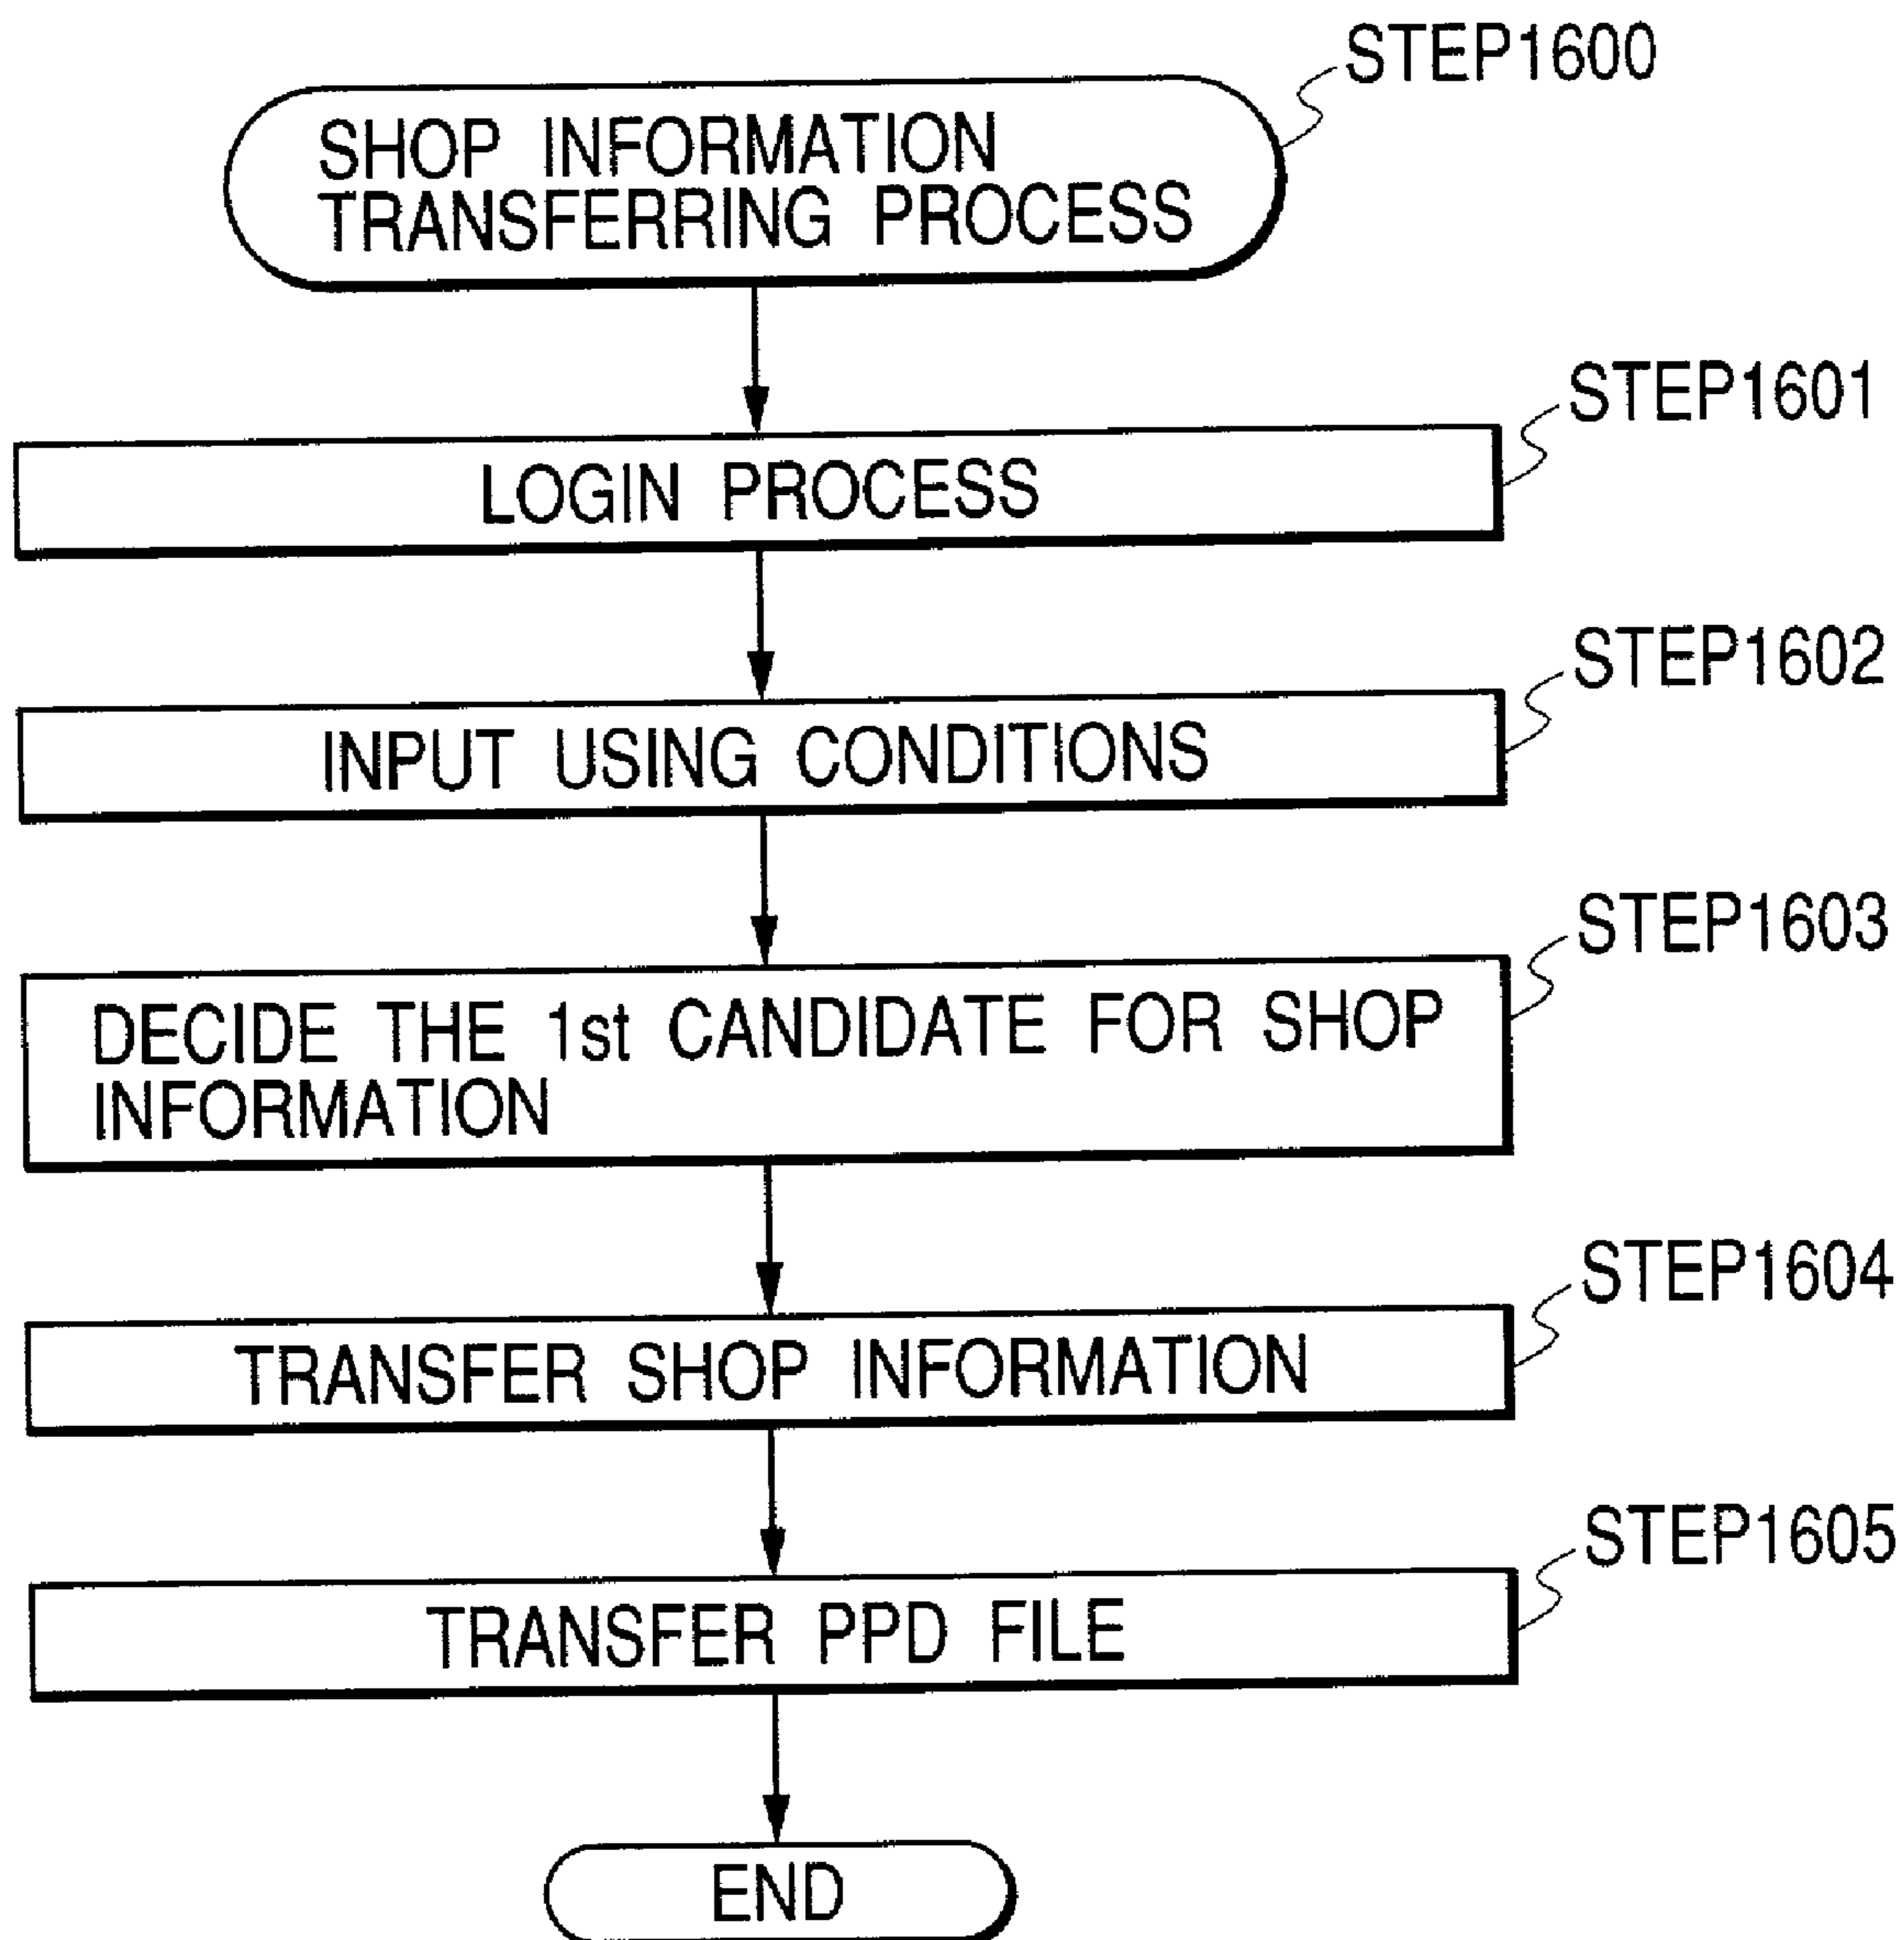 STEP1600
SHOP INFORMATION
TRANSFERRING PROCESS
STEP1601
LOGIN PROCESS
STEP1602
INPUT USING CONDITIONS
STEP1603
DECIDE THE 1st CANDIDATE FOR SHOP
INFORMATION
STEP1604
TRANSFER SHOP INFORMATION
STEP1605
TRANSFER PPD FILE
END